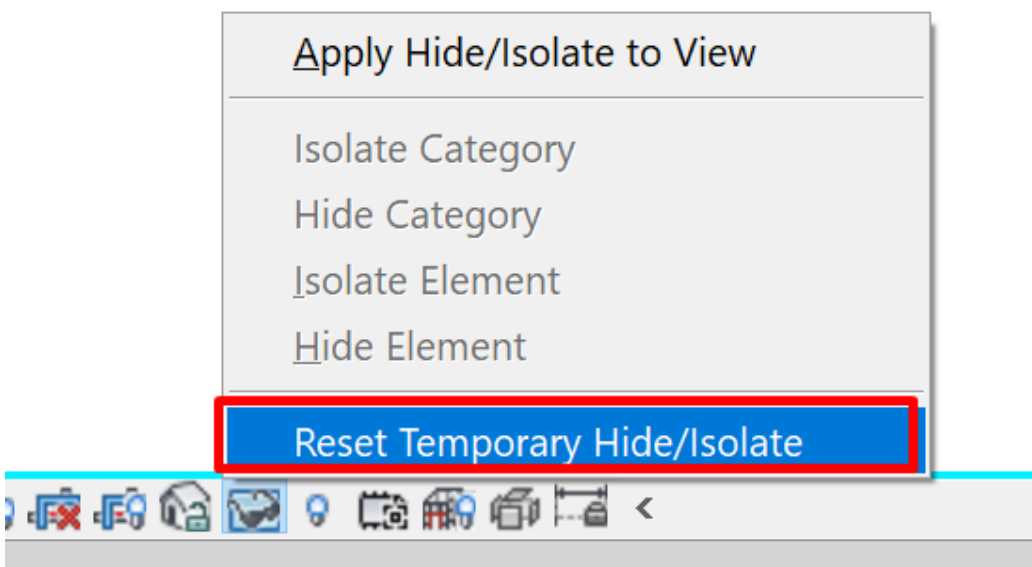 Apply Hide/Isolate to View
Isolate Category
Hide Category
Isolate Element
Hide Element
Reset Temporary Hide/Isolate